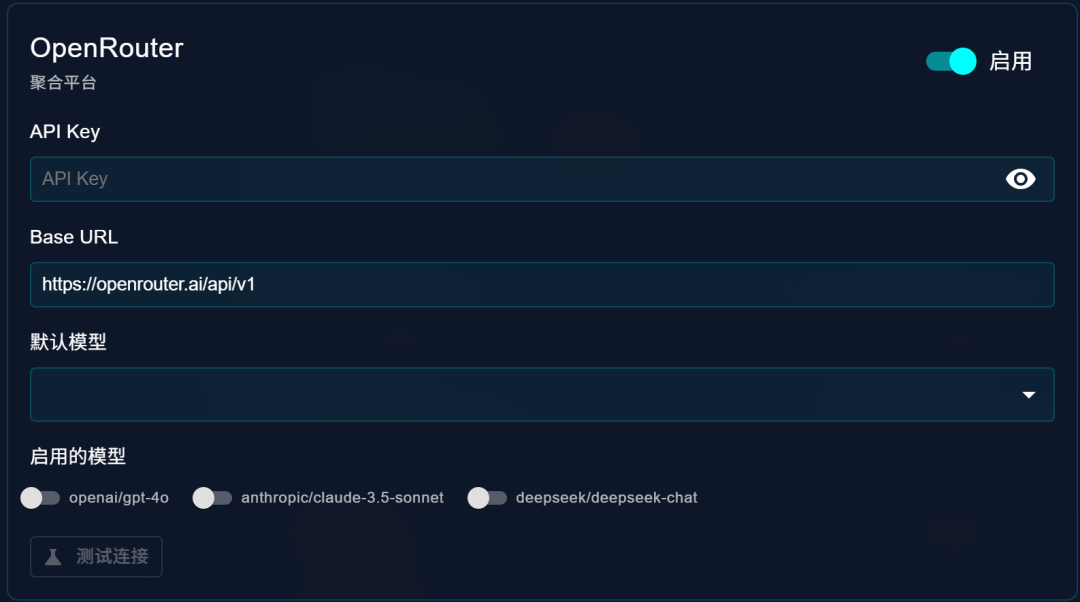 OpenRouter
聚合平台
启用
API Key
API Key
Base URL
https://openrouter.ai/api/v1
默认模型
启用的模型
openai/gpt-4o anthropic/claude-3.5-sonnet deepseek/deepseek-chat
测试连接